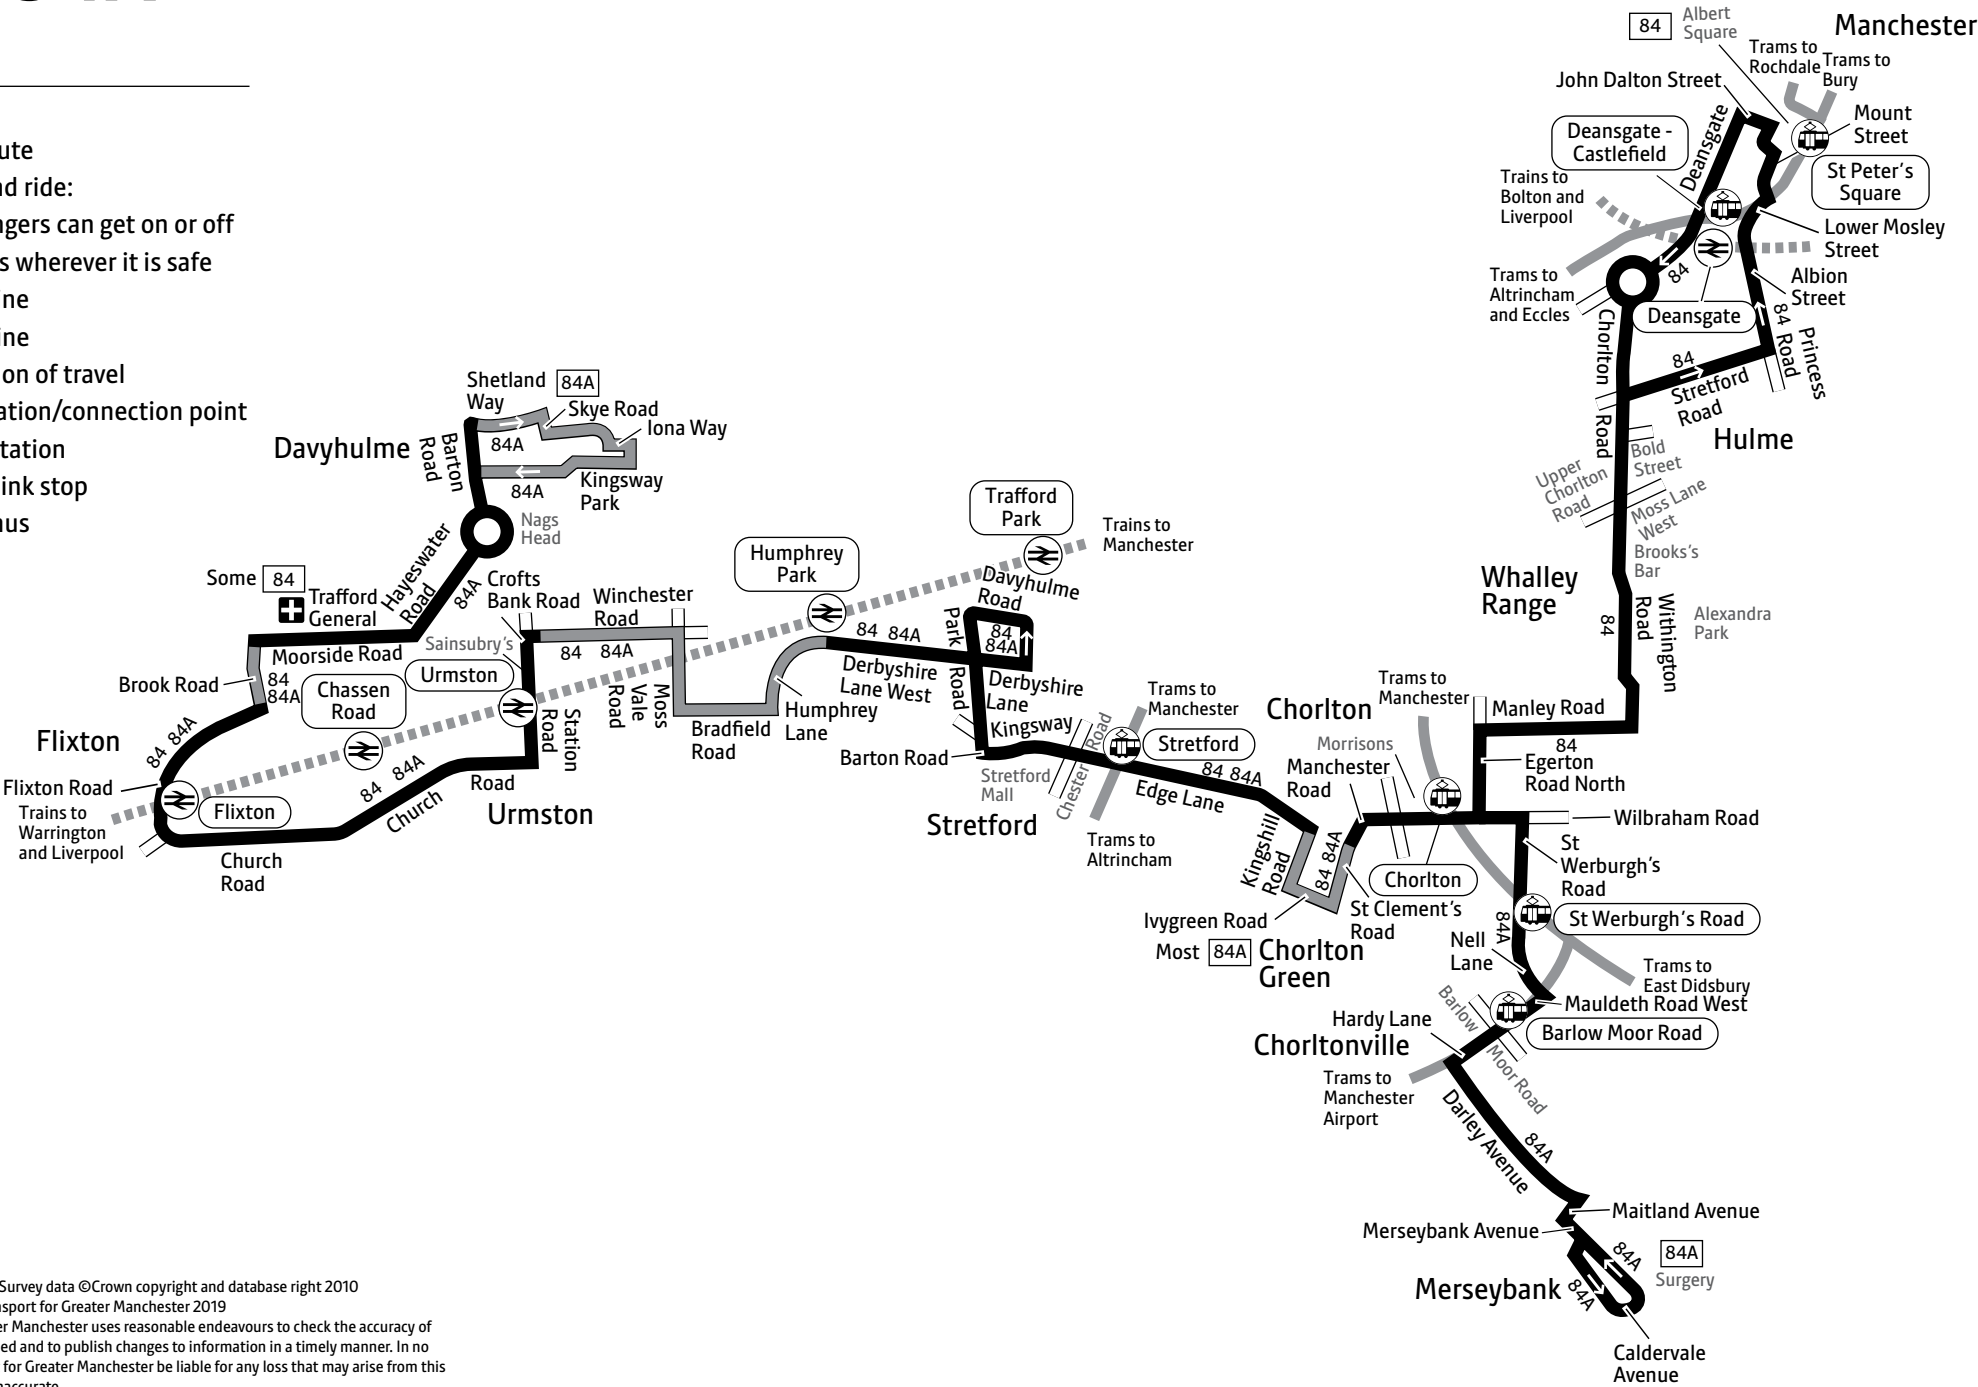 ute
nd ride:
ngers can get on or off
s wherever it is safe
ine
ine
on of travel
ation/connection point
tation
ink stop
nus
84
Albert
Square
Manchester
Trams to
Rochdale
Trams to
Bury
John Dalton Street
Mount
Street
Deansgate -
Castlefield
Deansgate
St Peter's
Square
Trains to
Bolton and
Liverpool
Lower Mosley
Street
84
Trams to
Altrincham
and Eccles
Albion
Street
Deansgate
84
Princess
Road
Chorlton
Road
84
Stretford
Road
Hulme
Bold
Street
Upper
Chorlton
Road
Moss Lane
West
Brooks's
Bar
Whalley
Range
84
Withington
Road
Alexandra
Park
Shetland
Way
84A
Skye Road
Iona Way
84A
Davyhulme
Barton
Road
84A
Kingsway
Park
Nags
Head
Hayeswater
Road
84A
Some 84
Trafford
General
Crofts
Bank Road
Winchester
Road
Humphrey
Park
Trafford
Park
Trains to
Manchester
Davyhulme
Road
Sainsubry's
Moorside Road
Urmston
84 84A
84 84A
Park
Road
84
84A
Brook Road
84
84A
Chassen
Road
Station
Road
Moss
Vale
Road
Derbyshire
Lane West
Derbyshire
Lane
Bradfield
Road
Humphrey
Lane
Flixton
84 84A
Flixton Road
Flixton
84 84A
Church
Road
Urmston
Trains to
Warrington
and Liverpool
Church
Road
Barton Road
Kingsway
Stretford
Mall
Chester Road
Trams to
Manchester
Stretford
84 84A
Edge Lane
Stretford
Trams to
Altrincham
Trams to
Manchester
Chorlton
Manley Road
84
Morrisons
Manchester
Road
Egerton
Road North
Wilbraham Road
Kingshill
Road
84 84A
Chorlton
St
Werburgh's
Road
Ivygreen Road
St Clement's
Road
84A
St Werburgh's Road
Most 84A
Chorlton
Green
Nell
Lane
Trams to
East Didsbury
Mauldeth Road West
Barlow
Moor Road
Hardy Lane
Barlow Moor Road
Chorltonville
Trams to
Manchester
Airport
Darley Avenue
84A
Maitland Avenue
Merseybank Avenue
84A
84A
Surgery
Merseybank
84A
Caldervale
Avenue
Survey data ©Crown copyright and database right 2010
nsport for Greater Manchester 2019
er Manchester uses reasonable endeavours to check the accuracy of
ed and to publish changes to information in a timely manner. In no
for Greater Manchester be liable for any loss that may arise from this
naccurate